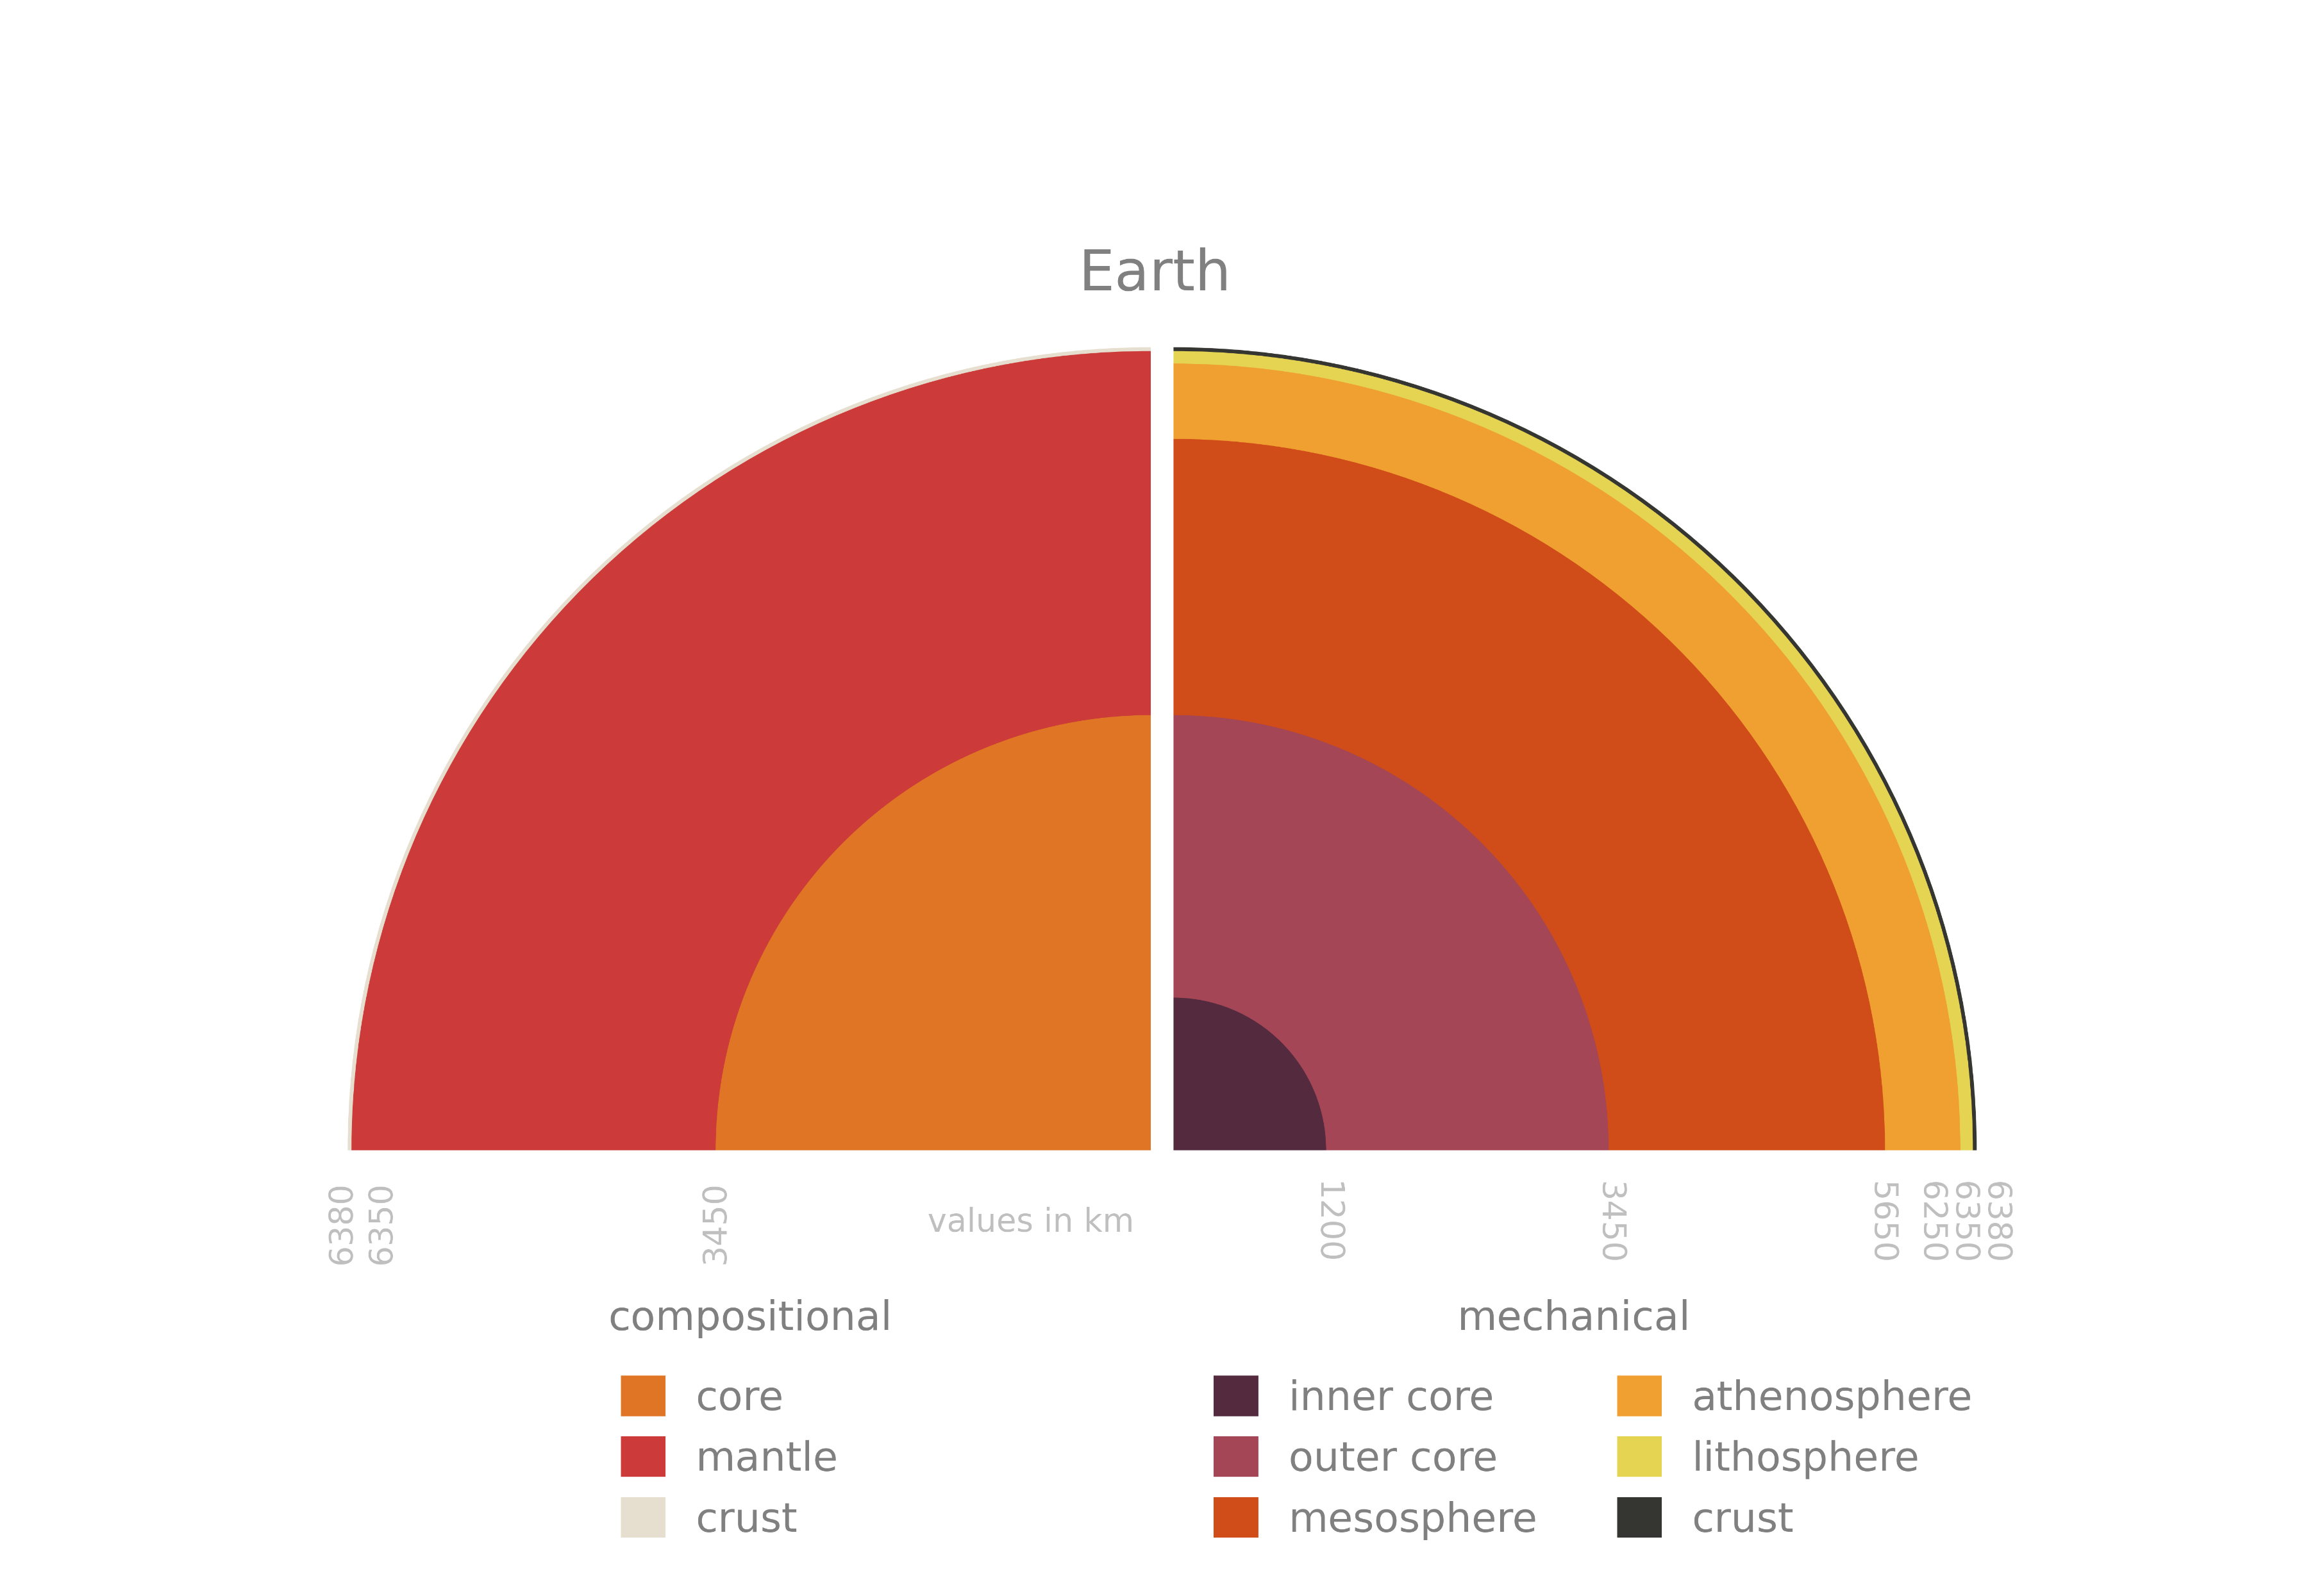 Earth
6380
6350
3450
values in km
1200
3450
5650
6250
6350
6380
compositional
core
mantle
crust
mechanical
inner core
outer core
mesosphere
athenosphere
lithosphere
crust